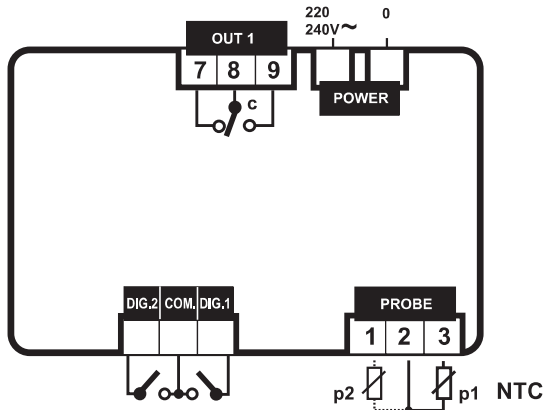 220
240V~ 0
OUT 1
7 8 9
POWER
C
DIG.2 COM. DIG.1
PROBE
1 2 3
p2 p1 NTC